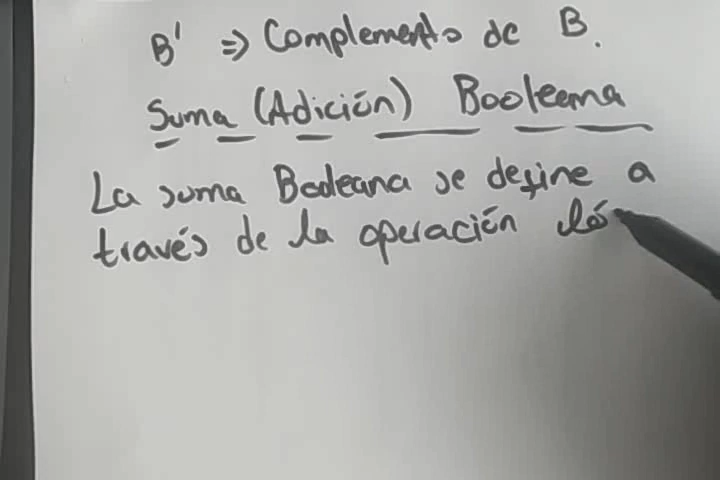 B' => Complemento de B.
Suma (Adición) Booleana
La suma Booleana se define a
través de la operación ló